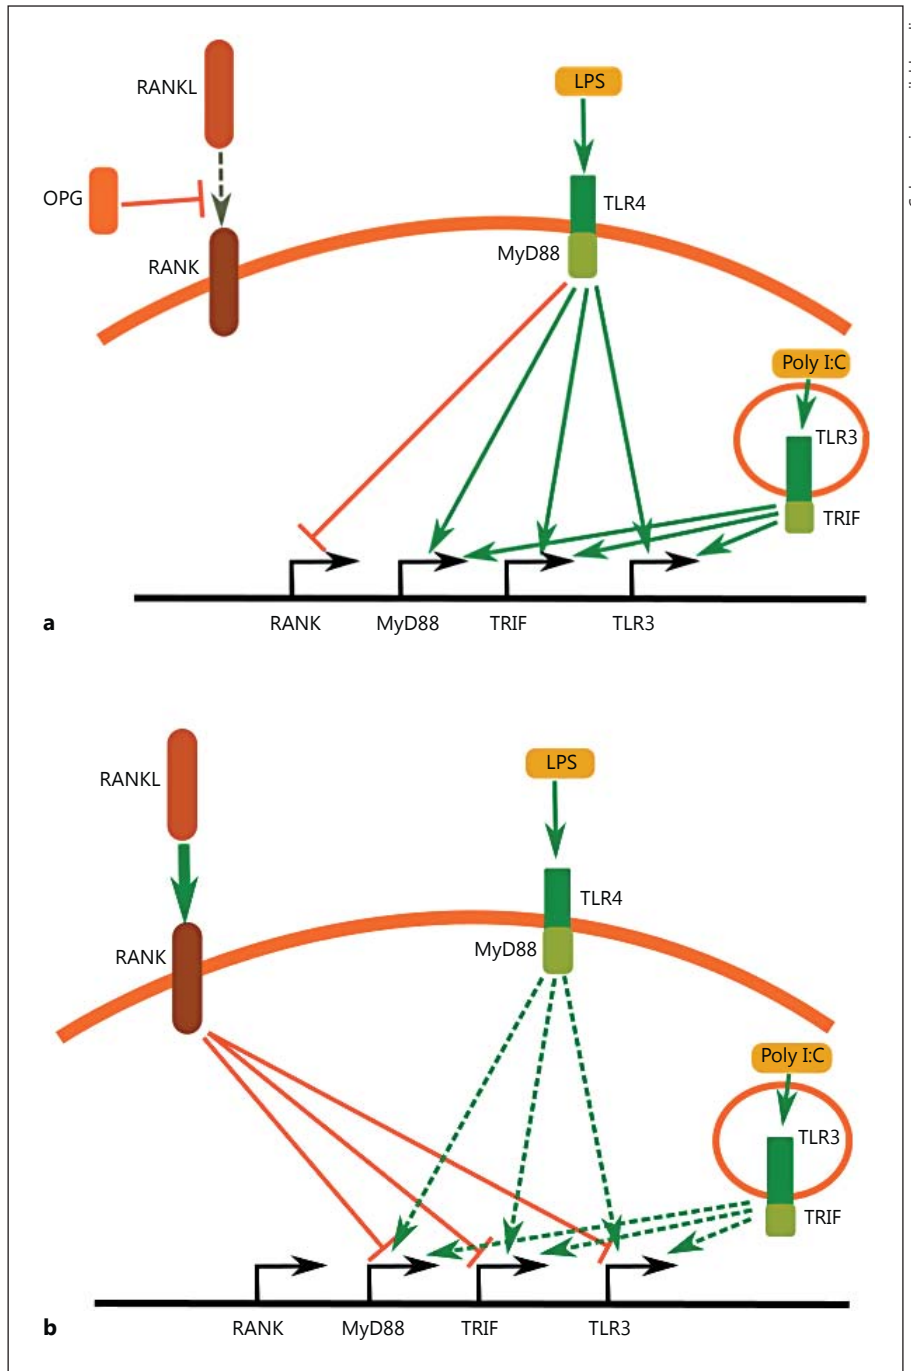 RANKL
LPS
OPG
TLR4
MyD88
RANK
Poly I:C
TLR3
TRIF
RANK MyD88 TRIF TLR3
a
RANKL
LPS
TLR4
MyD88
RANK
Poly I:C
TLR3
TRIF
RANK MyD88 TRIF TLR3
b